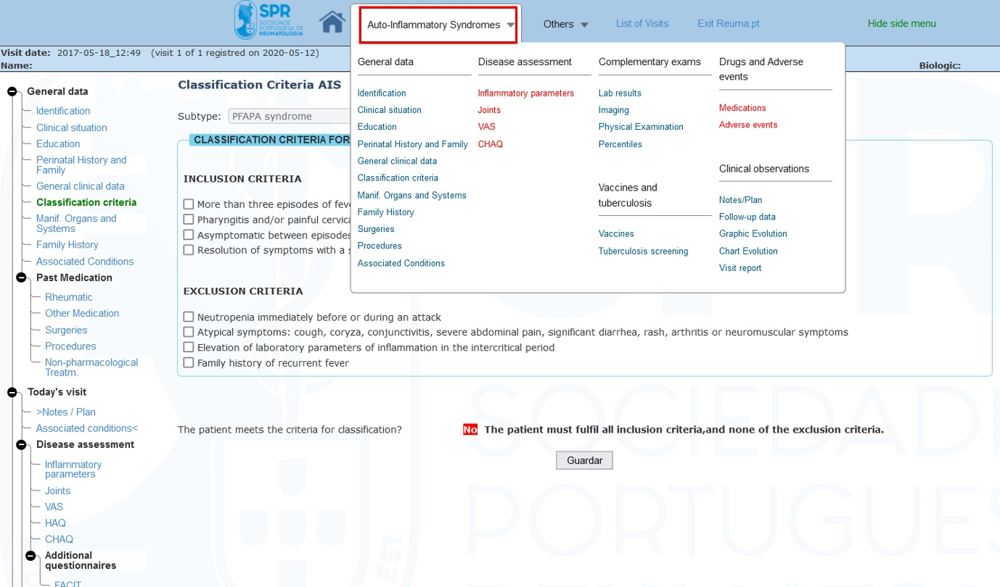 SPR
SOCIEDADE
PORTUGUESA DE
REUMATOLOGIA
Auto-Inflammatory Syndromes
Others
List of Visits
Exit Reuma.pt
Hide side menu
Visit date: 2017-05-18_12:49 (visit 1 of 1 registred on 2020-05-12)
Name:
Biologic:
General data
Identification
Clinical situation
Education
Perinatal History and Family
General clinical data
Classification criteria
Manif. Organs and Systems
Family History
Surgeries
Procedures
Associated Conditions
Disease assessment
Inflammatory parameters
Joints
VAS
CHAQ
Complementary exams
Lab results
Imaging
Physical Examination
Percentiles
Vaccines and
tuberculosis
Vaccines
Tuberculosis screening
Drugs and Adverse
events
Medications
Adverse events
Clinical observations
Notes/Plan
Follow-up data
Graphic Evolution
Chart Evolution
Visit report
General data
Identification
Clinical situation
Education
Perinatal History and
Family
General clinical data
Classification criteria
Manif. Organs and
Systems
Family History
Associated Conditions
Past Medication
Rheumatic
Other Medication
Surgeries
Procedures
Non-pharmacological
Treatm.
Today's visit
>Notes / Plan
Associated conditions<
Disease assessment
Inflammatory
parameters
Joints
VAS
HAQ
CHAQ
Additional
questionnaires
FACIT
Classification Criteria AIS
Subtype: PFAPA syndrome
CLASSIFICATION CRITERIA FOR
INCLUSION CRITERIA
More than three episodes of
Pharyngitis and/or painful
Asymptomatic between episodes
Resolution of symptoms with a
EXCLUSION CRITERIA
Neutropenia immediately before or during an attack
Atypical symptoms: cough, coryza, conjunctivitis, severe abdominal pain, significant diarrhea, rash, arthritis or neuromuscular symptoms
Elevation of laboratory parameters of inflammation in the intercritical period
Family history of recurrent fever
The patient meets the criteria for classification?
No The patient must fulfil all inclusion criteria,and none of the exclusion criteria.
Guardar
SOCIEDADE
PORTUGUES